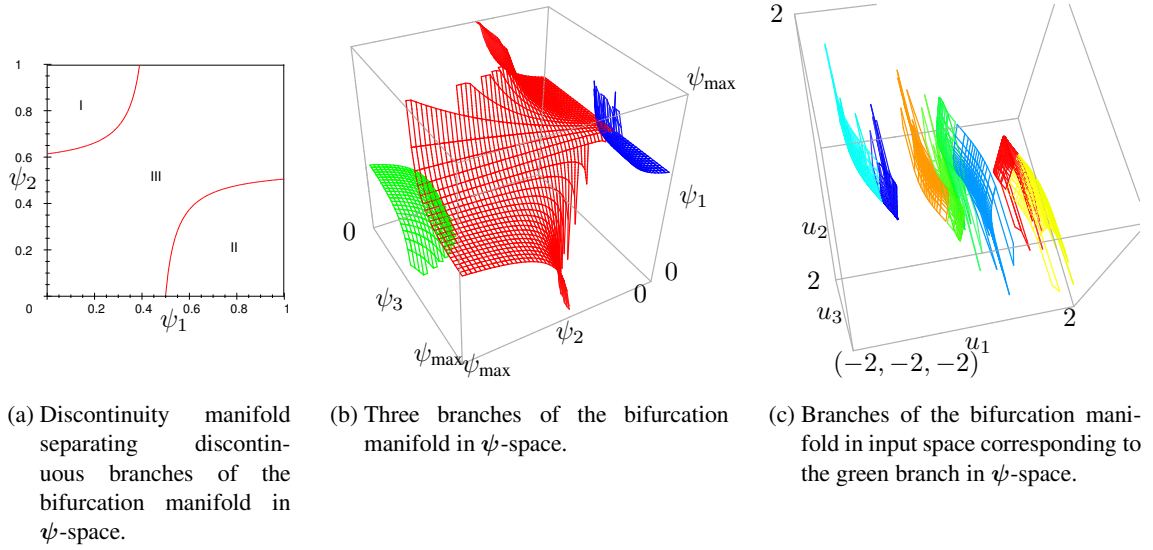 1
0.8
0.6
ψ2
0.4
0.2
0
0.2
0.4
0.6
0.8
1
ψ1
I
III
II
ψmax
ψ1
0
0
0
ψ2
ψ3
ψmax
ψmax
2
u2
2
u3
(−2, −2, −2)
u1
2
(a) Discontinuity manifold
separating discontin-
uous branches of the
bifurcation manifold in
ψ-space.
(b) Three branches of the bifurcation
manifold in ψ-space.
(c) Branches of the bifurcation mani-
fold in input space corresponding to
the green branch in ψ-space.